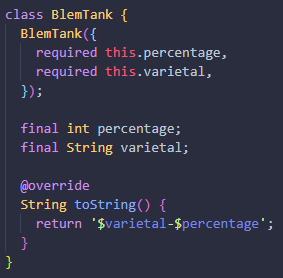 class BlemTank {
  BlemTank({
    required this.percentage,
    required this.varietal,
  });

  final int percentage;
  final String varietal;

  @override
  String toString() {
    return '$varietal-$percentage';
  }
}